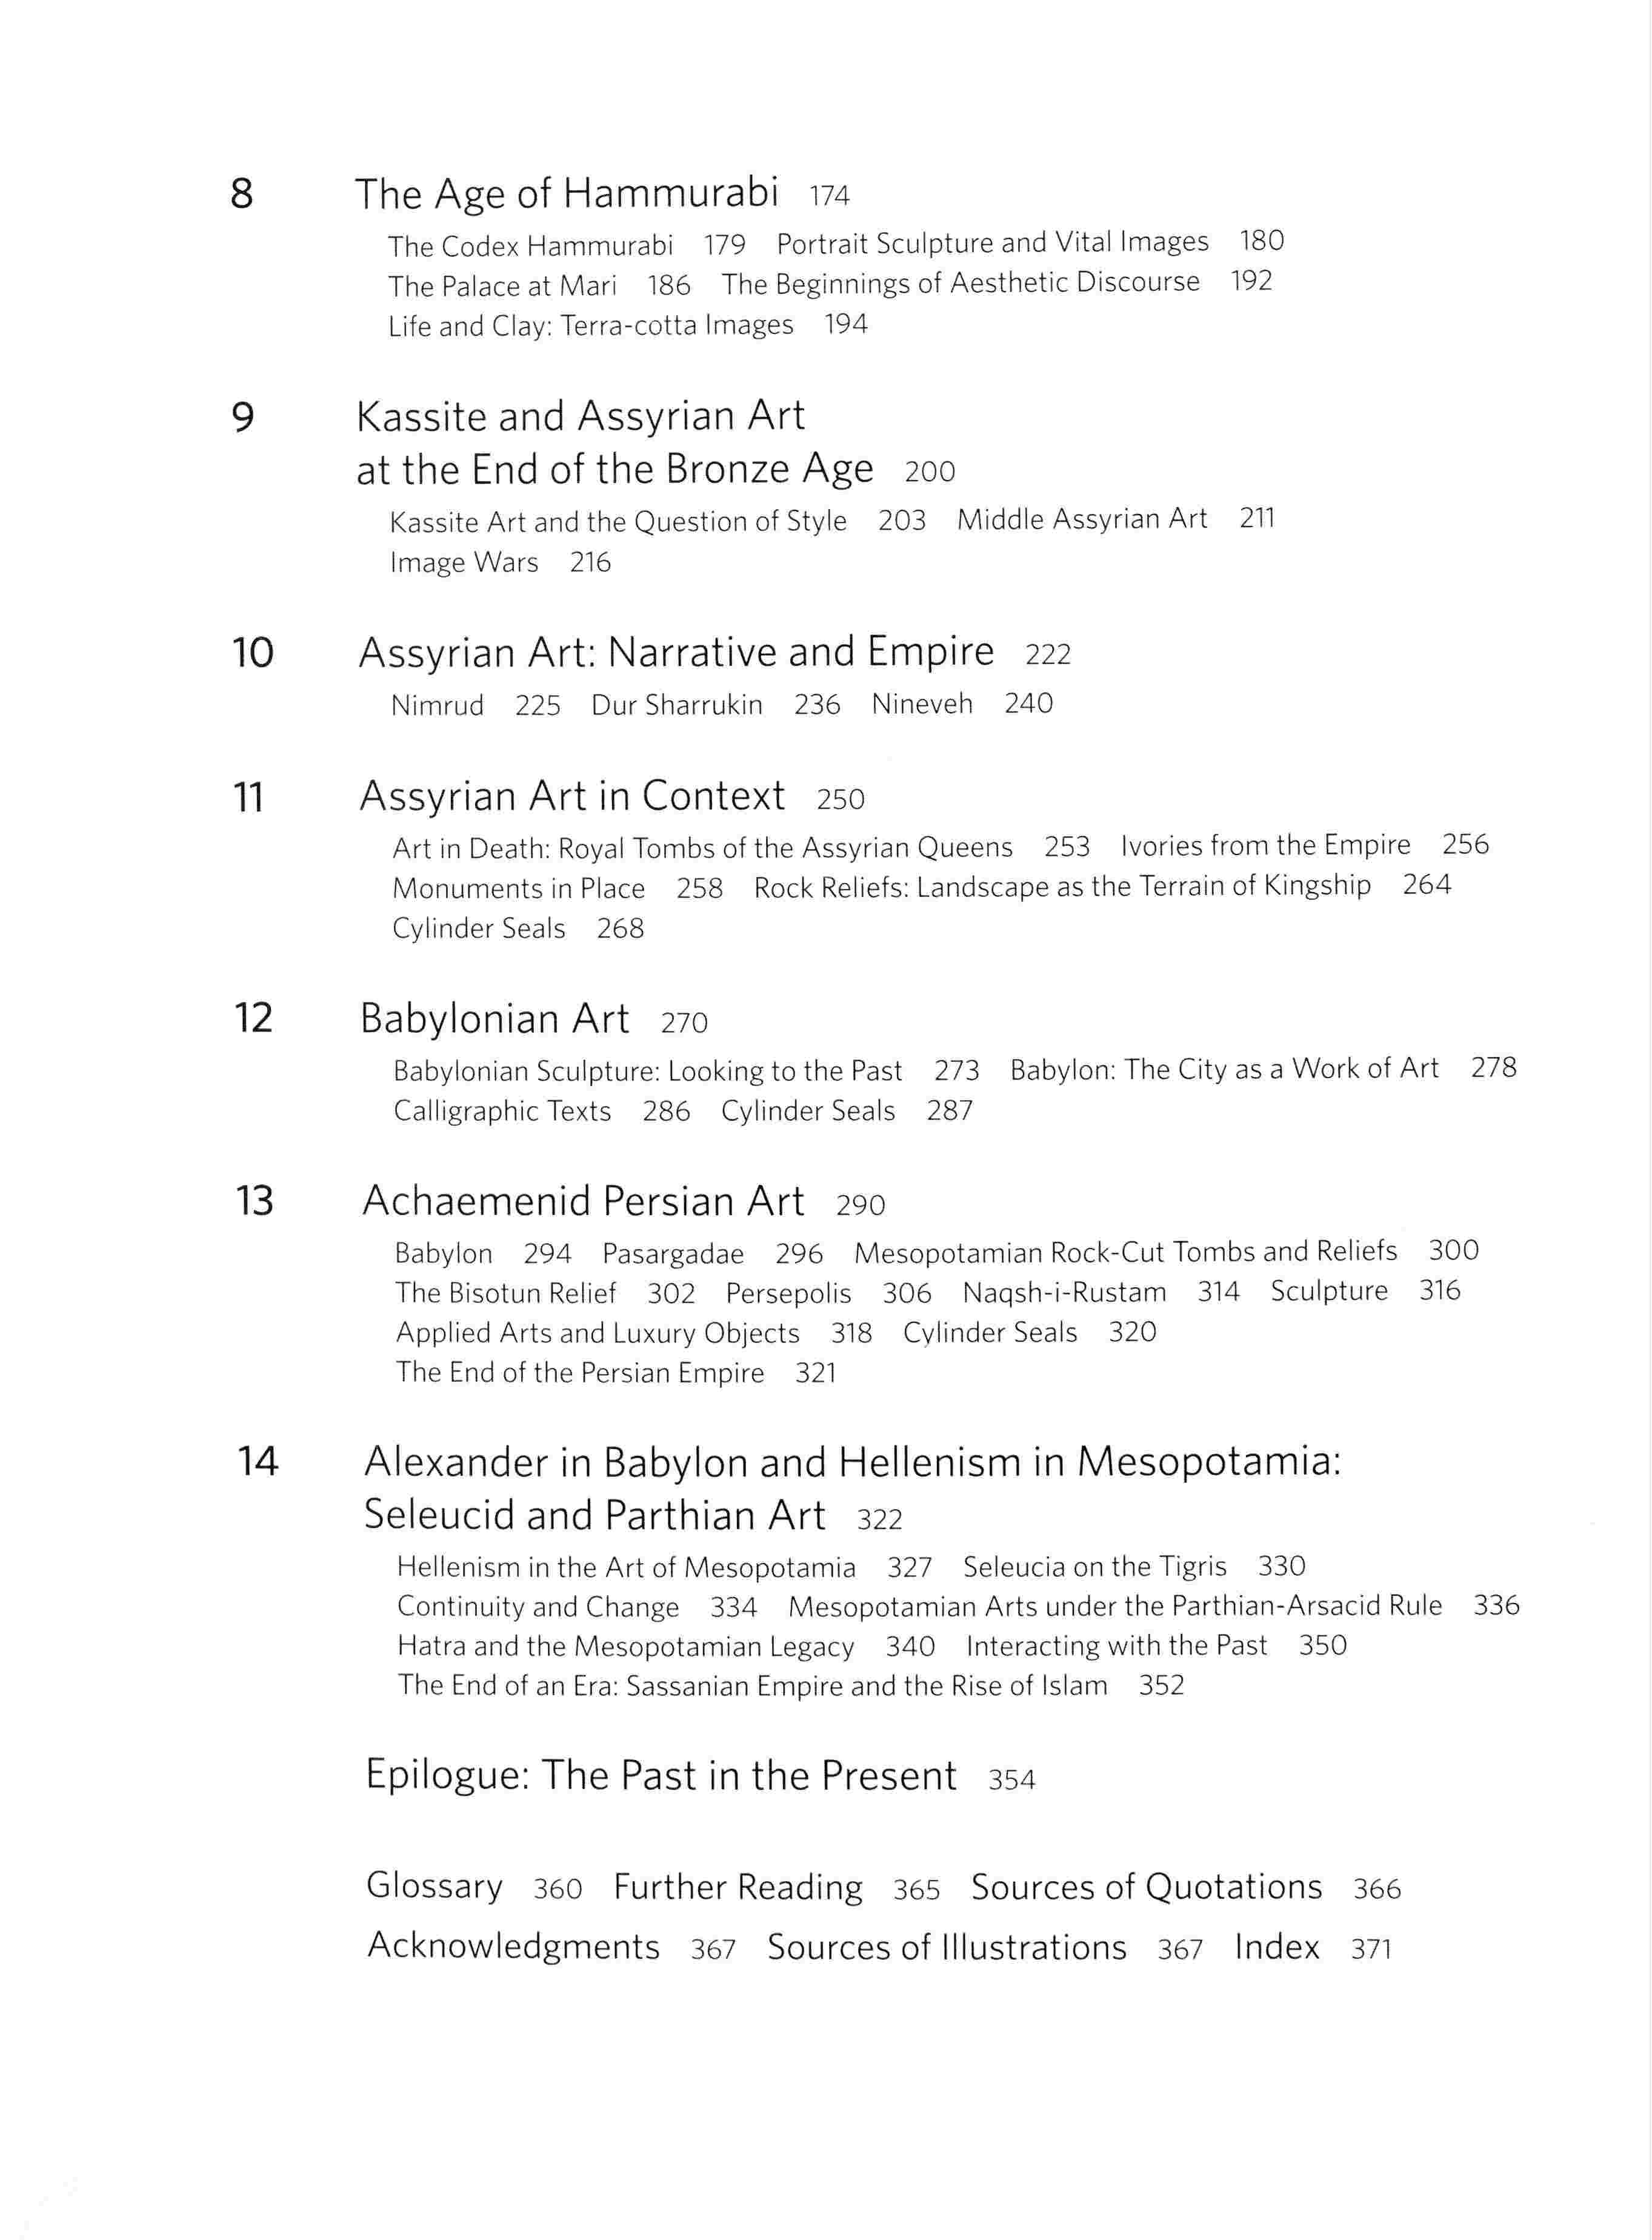 8 The Age of Hammurabi 174
The Codex Hammurabi 179 Portrait Sculpture and Vital Images 180
The Palace at Mari 186 The Beginnings of Aesthetic Discourse 192
Life and Clay: Terra-cotta Images 194
9 Kassite and Assyrian Art
at the End of the Bronze Age 200
Kassite Art and the Question of Style 203 Middle Assyrian Art 211
Image Wars 216
10 Assyrian Art: Narrative and Empire 222
Nimrud 225 Dur Sharrukin 236 Nineveh 240
11 Assyrian Art in Context 250
Art in Death: Royal Tombs of the Assyrian Queens 253 Ivories from the Empire 256
Monuments in Place 258 Rock Reliefs: Landscape as the Terrain of Kingship 264
Cylinder Seals 268
12 Babylonian Art 270
Babylonian Sculpture: Looking to the Past 273 Babylon: The City as a Work of Art 278
Calligraphic Texts 286 Cylinder Seals 287
13 Achaemenid Persian Art 290
Babylon 294 Pasargadae 296 Mesopotamian Rock-Cut Tombs and Reliefs 300
The Bisotun Relief 302 Persepolis 306 Naqsh-i-Rustam 314 Sculpture 316
Applied Arts and Luxury Objects 318 Cylinder Seals 320
The End of the Persian Empire 321
14 Alexander in Babylon and Hellenism in Mesopotamia:
Seleucid and Parthian Art 322
Hellenism in the Art of Mesopotamia 327 Seleucia on the Tigris 330
Continuity and Change 334 Mesopotamian Arts under the Parthian-Arsacid Rule 336
Hatra and the Mesopotamian Legacy 340 Interacting with the Past 350
The End of an Era: Sassanian Empire and the Rise of Islam 352
Epilogue: The Past in the Present 354
Glossary 360 Further Reading 365 Sources of Quotations 366
Acknowledgments 367 Sources of Illustrations 367 Index 371